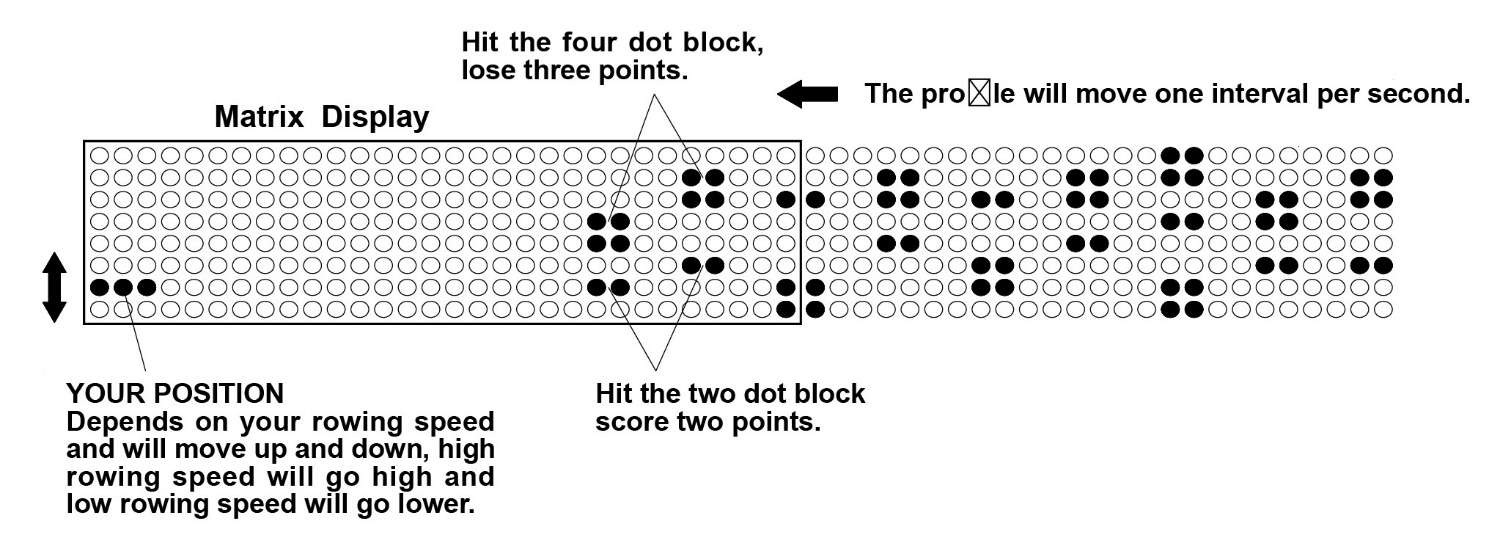 Hit the four dot block,
lose three points.
The pro☒le will move one interval per second.
Matrix Display
YOUR POSITION
Depends on your rowing speed
and will move up and down, high
rowing speed will go high and
low rowing speed will go lower.
Hit the two dot block
score two points.